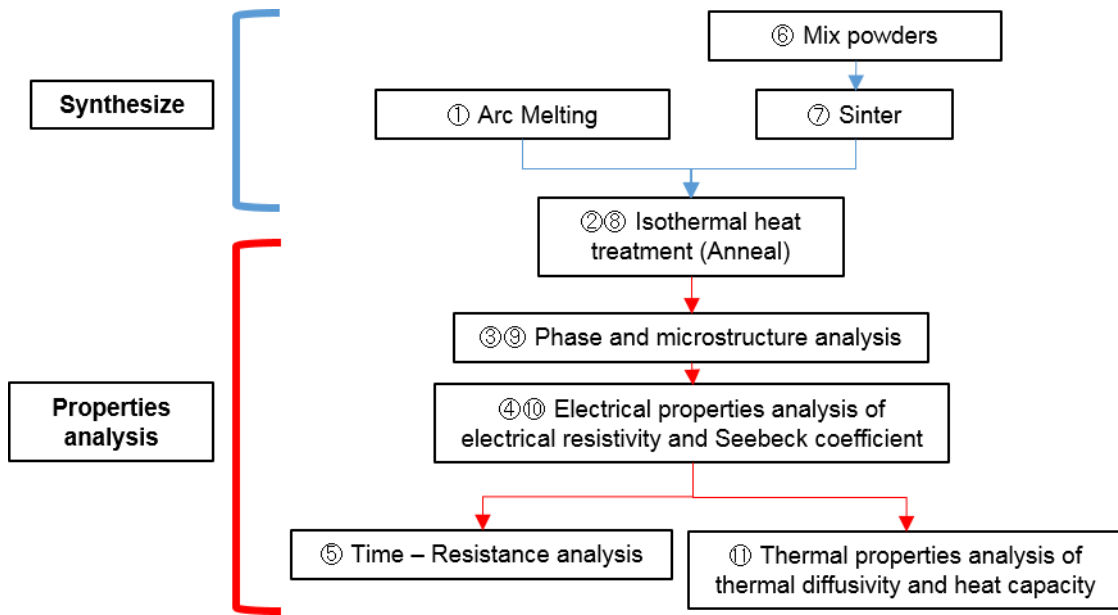 ⑥ Mix powders
Synthesize
① Arc Melting
⑦ Sinter
②⑧ Isothermal heat
treatment (Anneal)
③⑨ Phase and microstructure analysis
Properties
analysis
④⑩ Electrical properties analysis of
electrical resistivity and Seebeck coefficient
⑤ Time – Resistance analysis
⑪ Thermal properties analysis of
thermal diffusivity and heat capacity